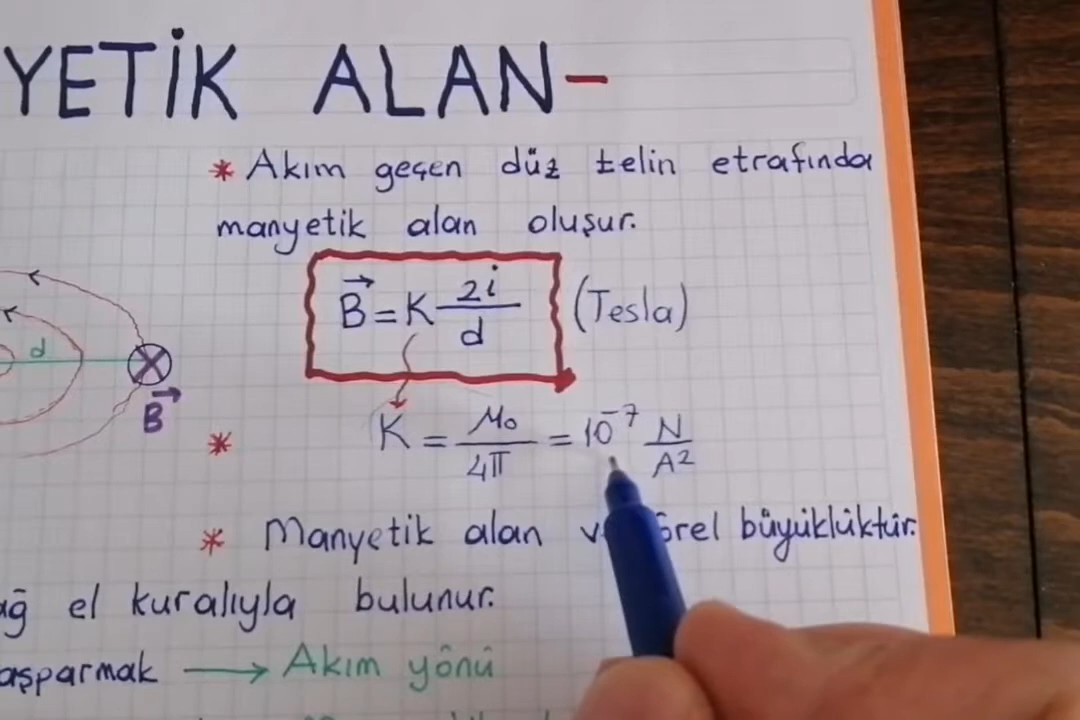 YETİK ALAN-
* Akım geçen düz telin etrafında
manyetik alan oluşur.
B⃗ = K 2i/d (Tesla)
d
B⃗
* K = μ₀/4π = 10⁻⁷ N/A²
* Manyetik alan
büyüklüktür.
el kuralıyla bulunur.
aşparmak → Akım yönü